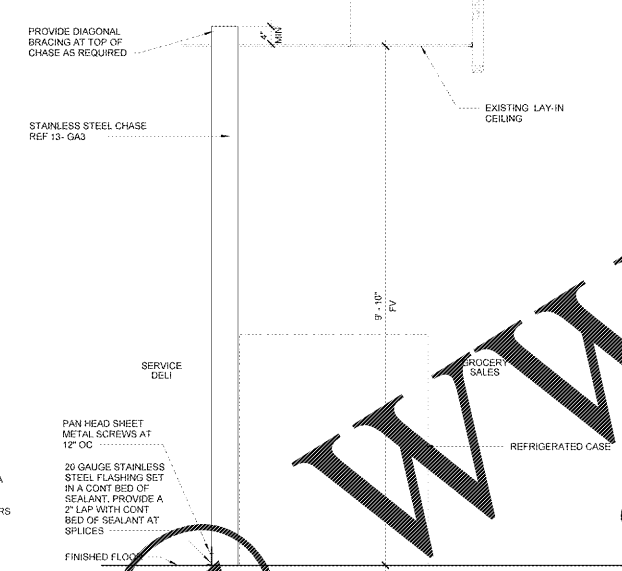 PROVIDE DIAGONAL
BRACING AT TOP OF
CHASE AS REQUIRED
4"
MIN
EXISTING LAY-IN
CEILING
STAINLESS STEEL CHASE
REF 13- GA3
9' - 10"
FV
SERVICE
DELI
GROCERY
SALES
PAN HEAD SHEET
METAL SCREWS AT
12" OC
REFRIGERATED CASE
20 GAUGE STAINLESS
STEEL FLASHING SET
IN A CONT BED OF
SEALANT. PROVIDE A
2" LAP WITH CONT
BED OF SEALANT AT
SPLICES
A
RS
FINISHED FLOOR
WW